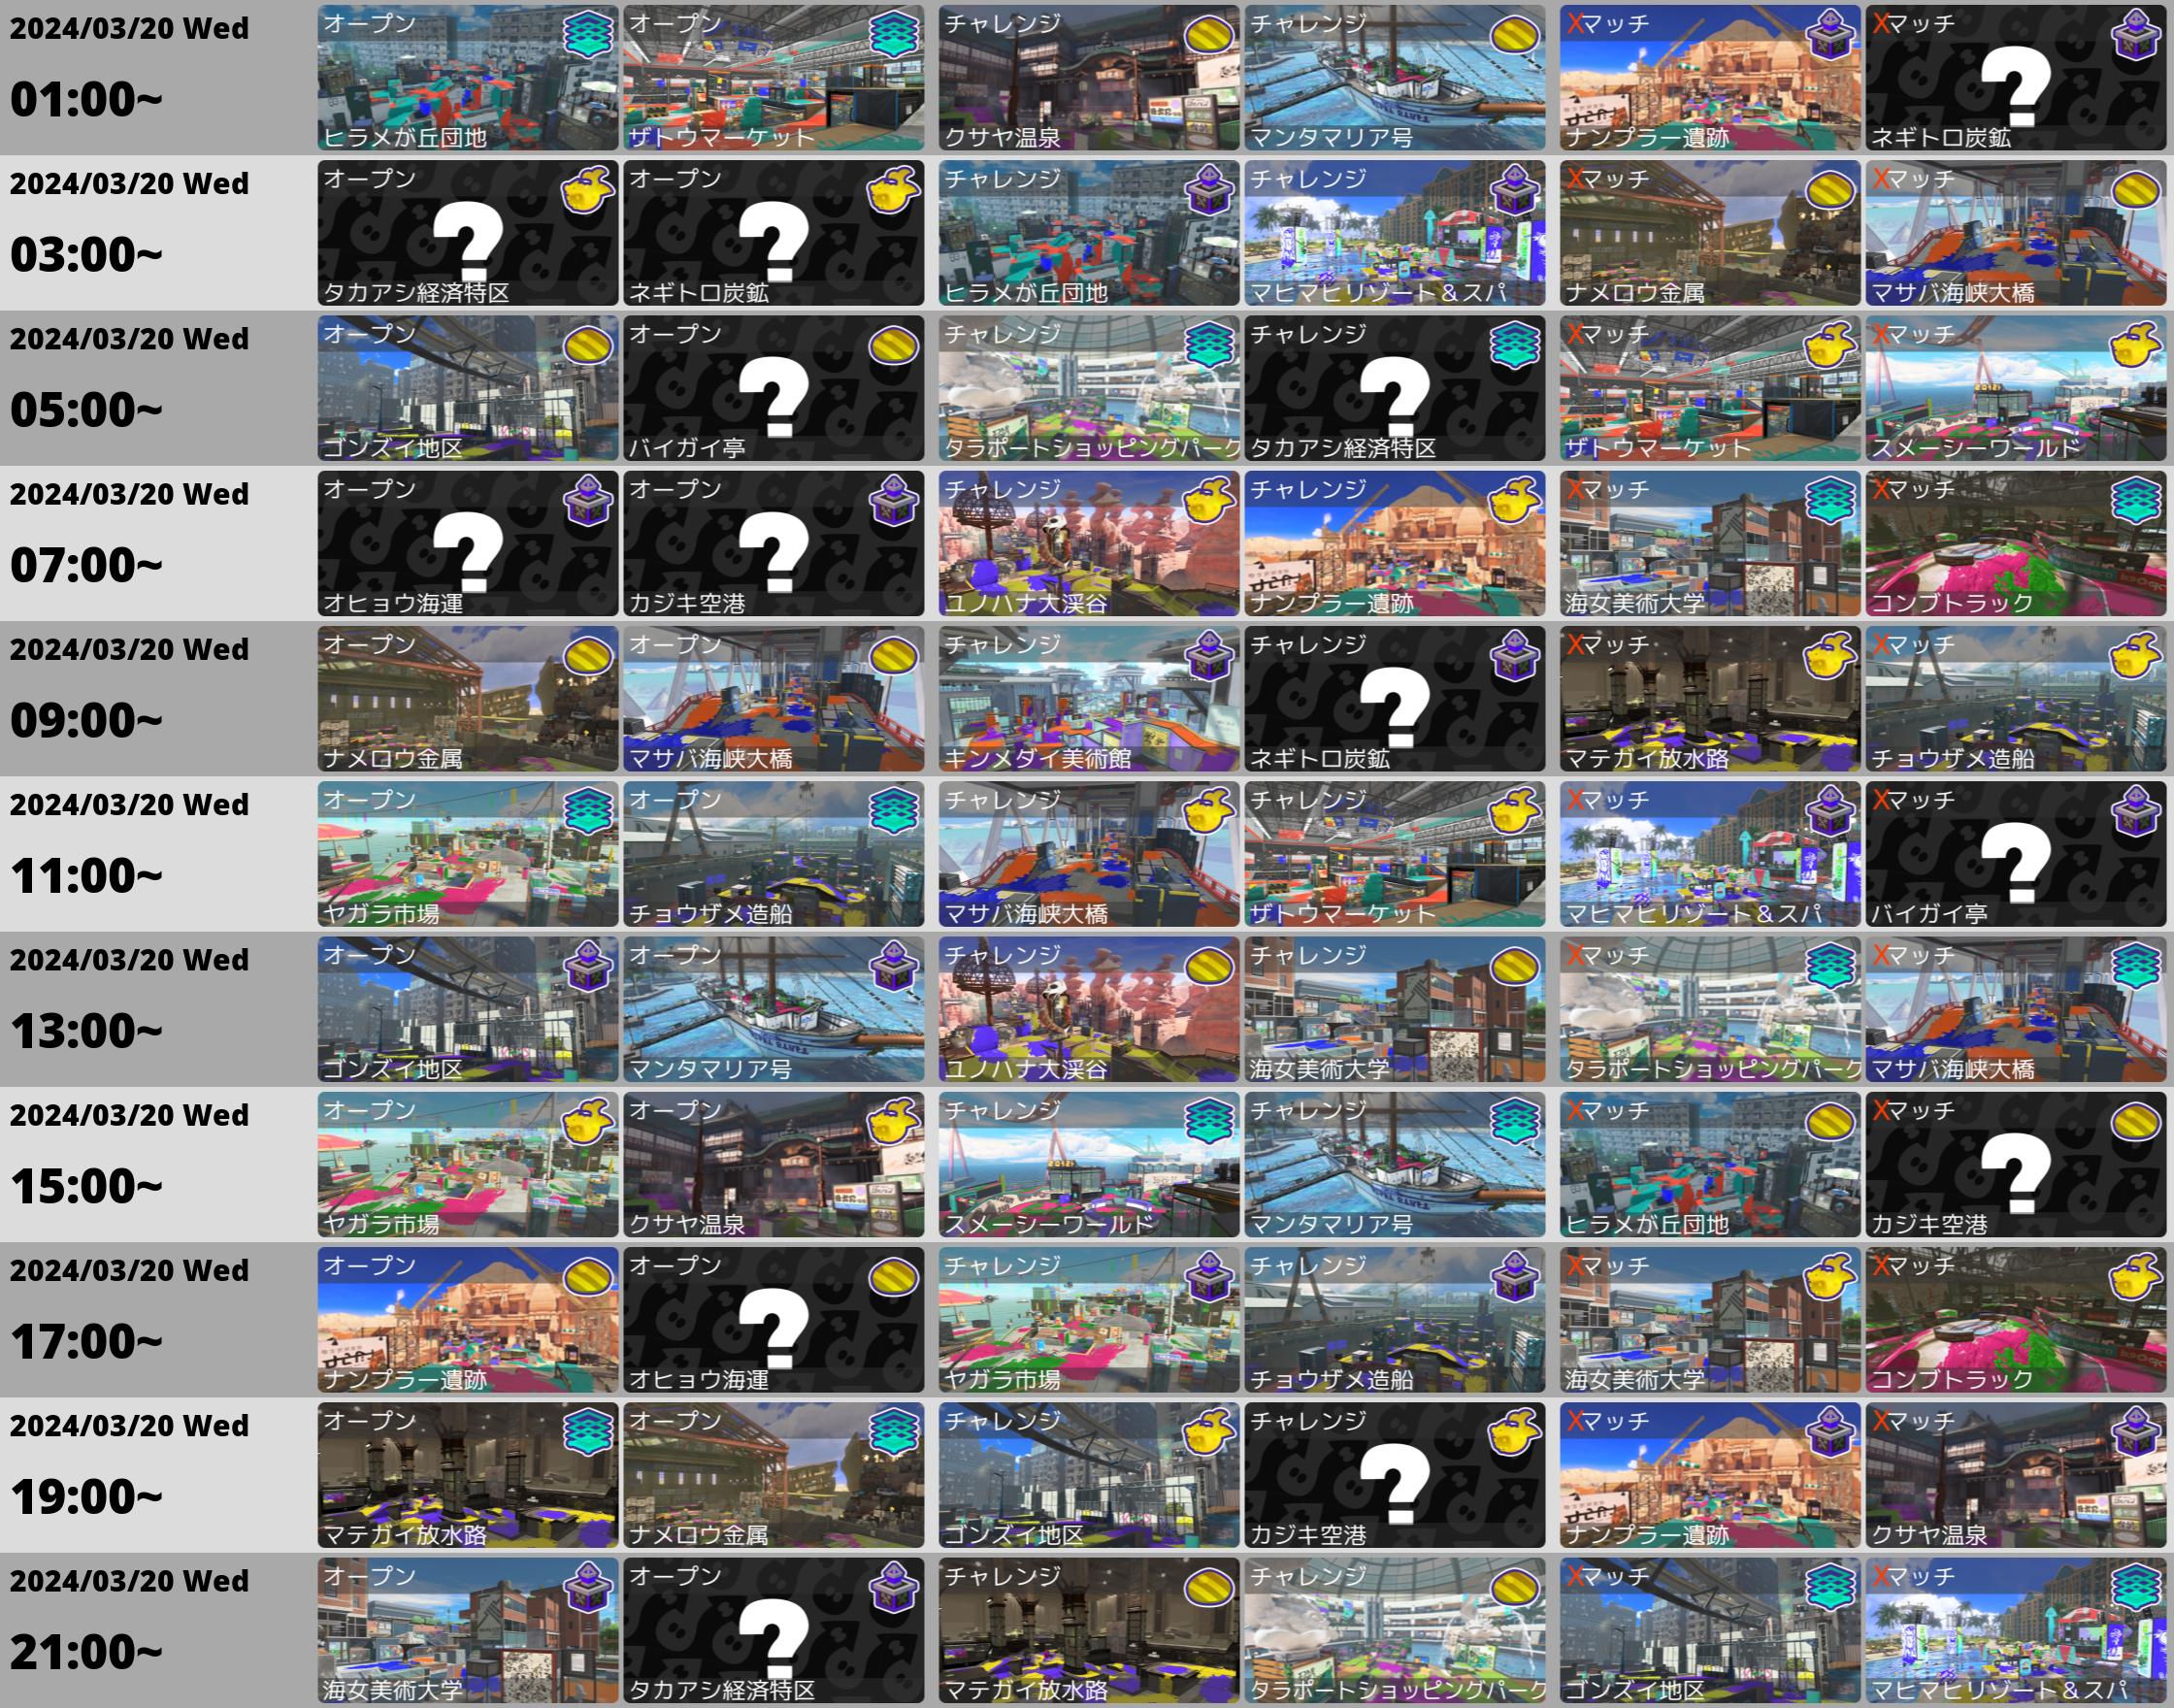 2024/03/20 Wed
01:00~
オープン
ヒラメが丘団地
オープン
ザトウマーケット
チャレンジ
クサヤ温泉
チャレンジ
マンタマリア号
Xマッチ
ナンプラー遺跡
Xマッチ
?
ネギトロ炭鉱
2024/03/20 Wed
03:00~
オープン
?
タカアシ経済特区
オープン
?
ネギトロ炭鉱
チャレンジ
ヒラメが丘団地
チャレンジ
マヒマヒリゾート＆スパ
Xマッチ
ナメロウ金属
Xマッチ
マサバ海峡大橋
2024/03/20 Wed
05:00~
オープン
ゴンズイ地区
オープン
?
バイガイ亭
チャレンジ
タラポートショッピングパーク
チャレンジ
?
タカアシ経済特区
Xマッチ
ザトウマーケット
Xマッチ
スメーシーワールド
2024/03/20 Wed
07:00~
オープン
?
オヒョウ海運
オープン
?
カジキ空港
チャレンジ
ユノハナ大渓谷
チャレンジ
ナンプラー遺跡
Xマッチ
海女美術大学
Xマッチ
コンブトラック
2024/03/20 Wed
09:00~
オープン
ナメロウ金属
オープン
マサバ海峡大橋
チャレンジ
キンメダイ美術館
チャレンジ
?
ネギトロ炭鉱
Xマッチ
マテガイ放水路
Xマッチ
チョウザメ造船
2024/03/20 Wed
11:00~
オープン
ヤガラ市場
オープン
チョウザメ造船
チャレンジ
マサバ海峡大橋
チャレンジ
ザトウマーケット
Xマッチ
マヒマヒリゾート＆スパ
Xマッチ
?
バイガイ亭
2024/03/20 Wed
13:00~
オープン
ゴンズイ地区
オープン
マンタマリア号
チャレンジ
ユノハナ大渓谷
チャレンジ
海女美術大学
Xマッチ
タラポートショッピングパーク
Xマッチ
マサバ海峡大橋
2024/03/20 Wed
15:00~
オープン
ヤガラ市場
オープン
クサヤ温泉
チャレンジ
スメーシーワールド
チャレンジ
マンタマリア号
Xマッチ
ヒラメが丘団地
Xマッチ
?
カジキ空港
2024/03/20 Wed
17:00~
オープン
ナンプラー遺跡
オープン
?
オヒョウ海運
チャレンジ
ヤガラ市場
チャレンジ
チョウザメ造船
Xマッチ
海女美術大学
Xマッチ
コンブトラック
2024/03/20 Wed
19:00~
オープン
マテガイ放水路
オープン
ナメロウ金属
チャレンジ
ゴンズイ地区
チャレンジ
?
カジキ空港
Xマッチ
ナンプラー遺跡
Xマッチ
クサヤ温泉
2024/03/20 Wed
21:00~
オープン
海女美術大学
オープン
?
タカアシ経済特区
チャレンジ
マテガイ放水路
チャレンジ
タラポートショッピングパーク
Xマッチ
ゴンズイ地区
Xマッチ
マヒマヒリゾート＆スパ